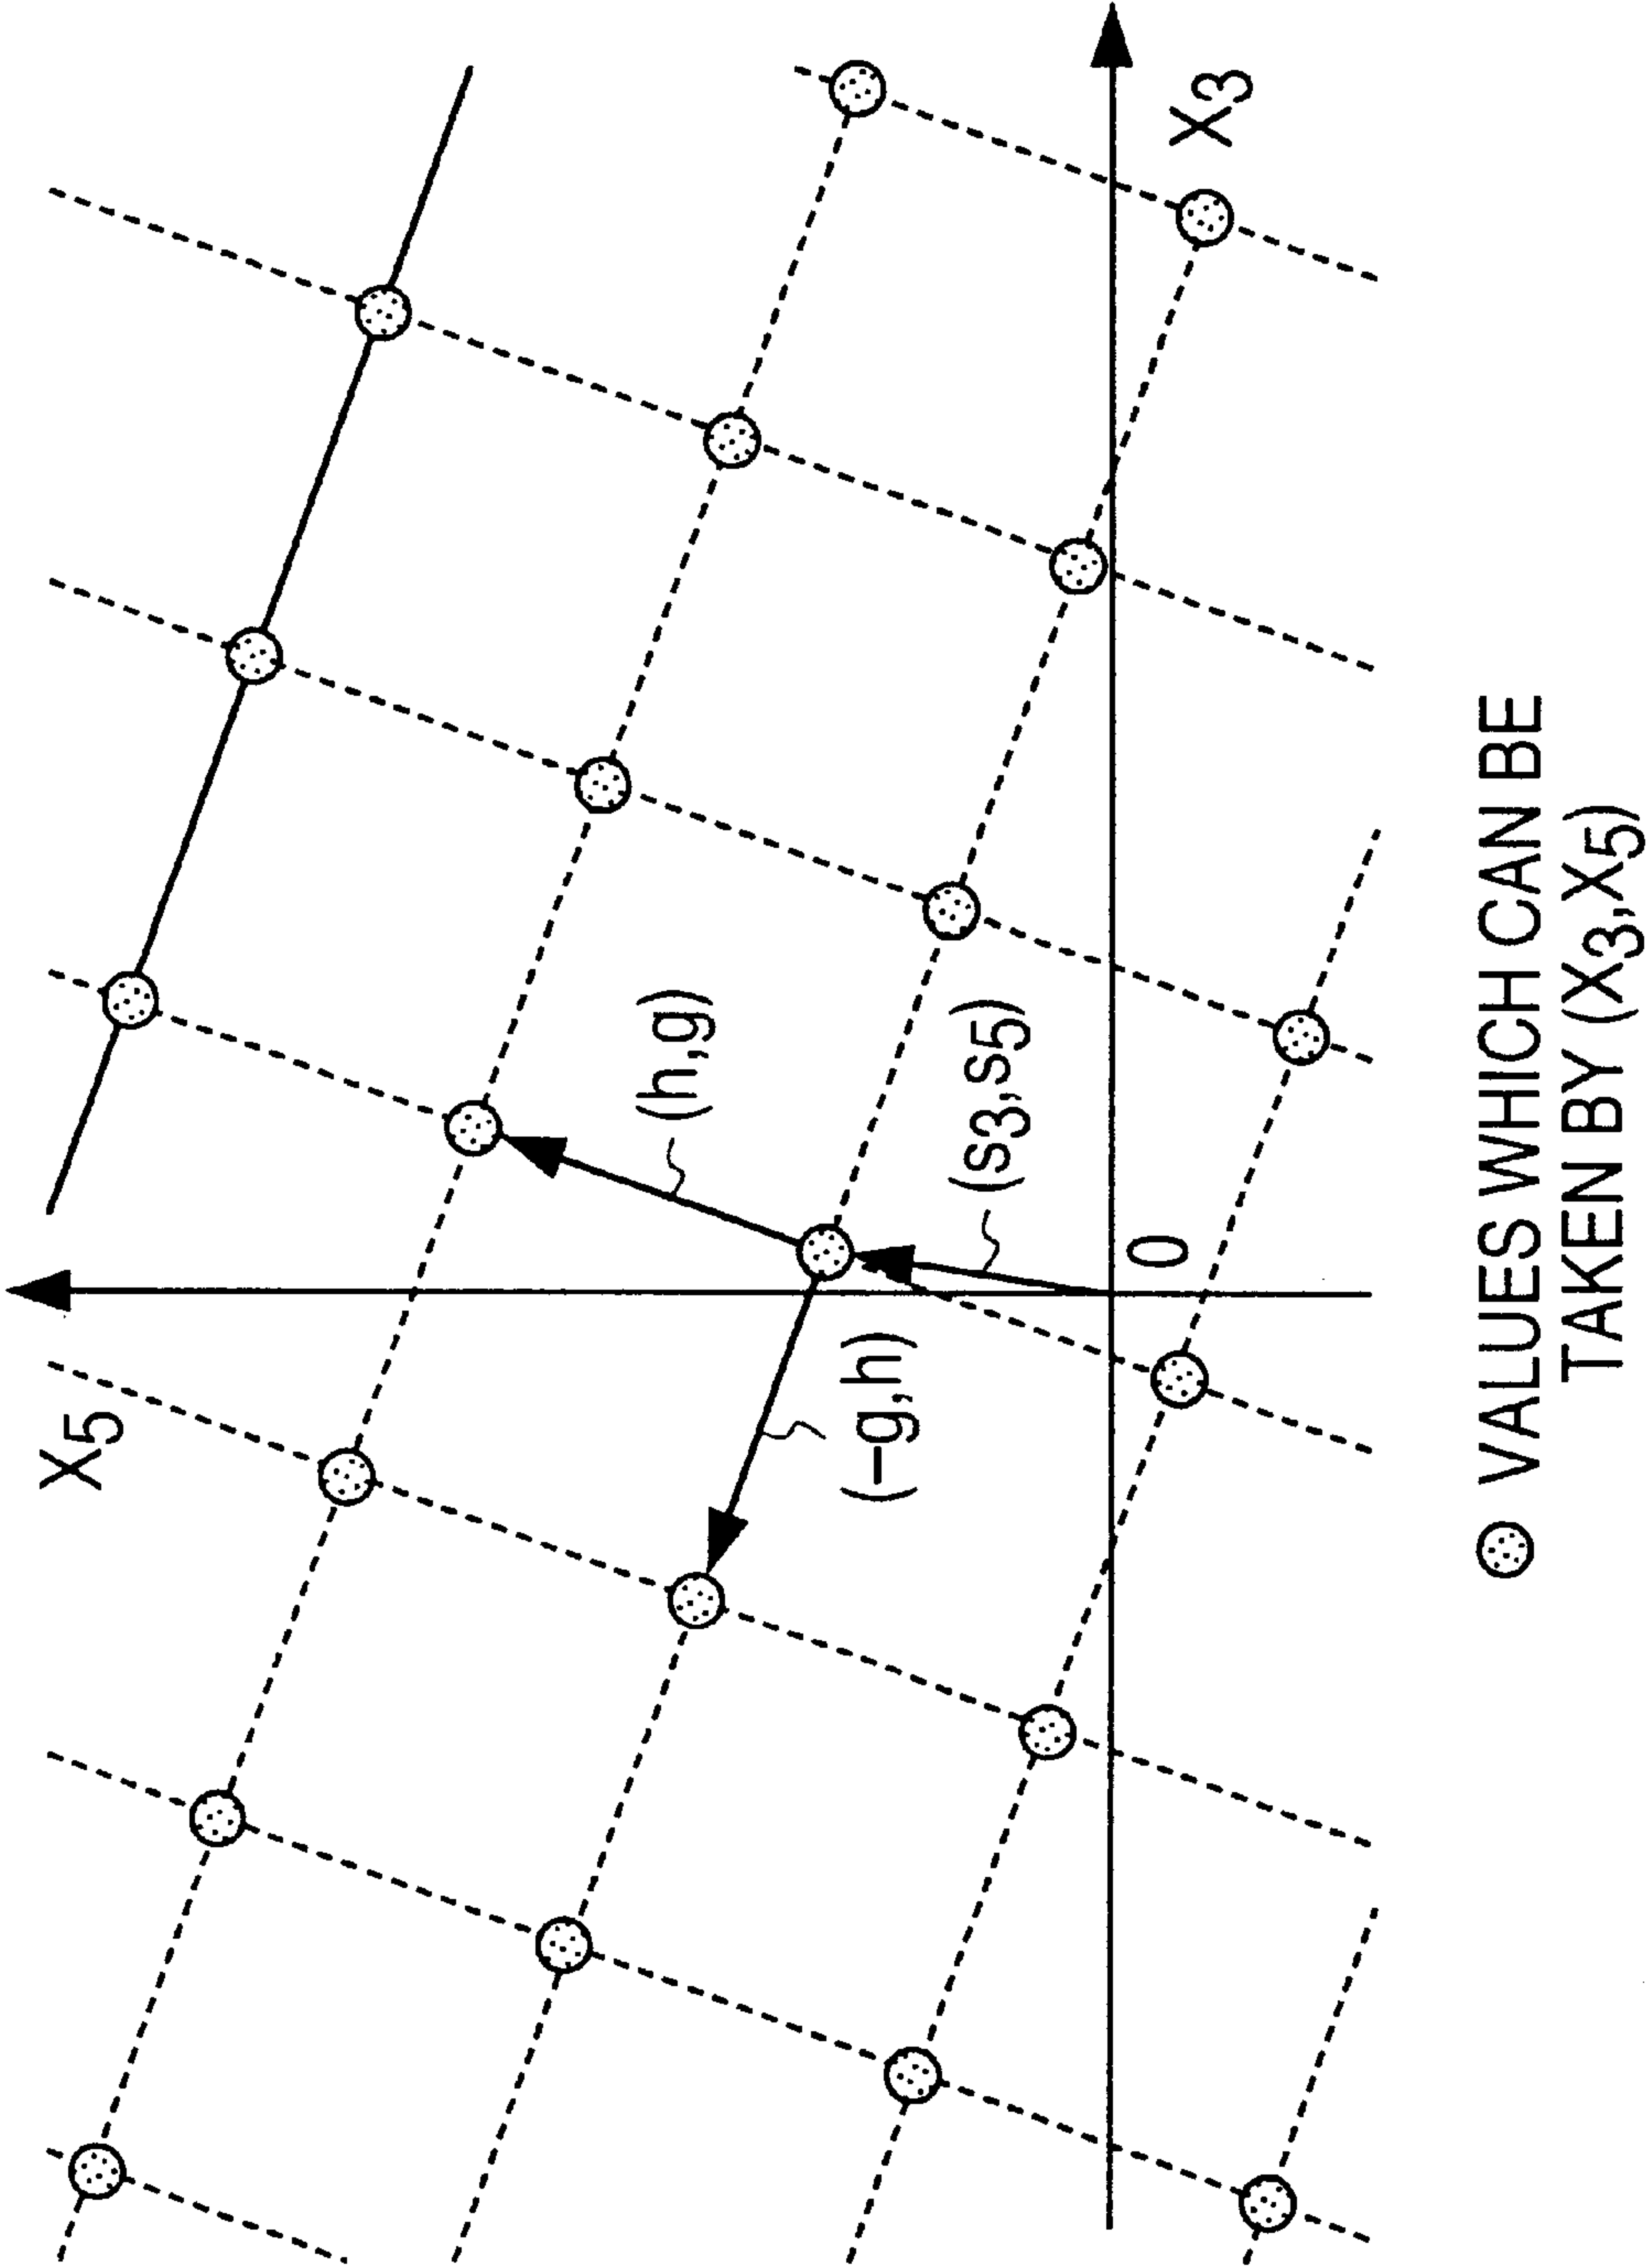 X5
(h,g)
(-g,h)
(s3,s5)
0
X3
VALUES WHICH CAN BE
TAKEN BY (X3,X5)